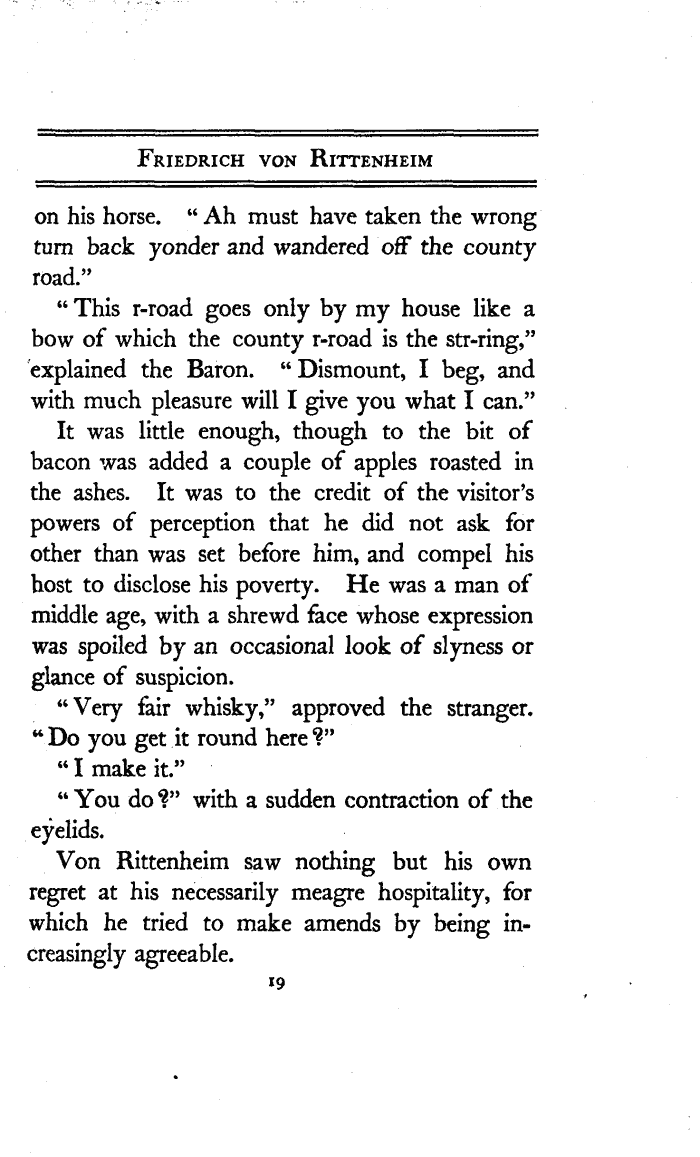 Friedrich von Rittenheim
on his horse. “ Ah must have taken the wrong
turn back yonder and wandered off the county
road.”
“ This r-road goes only by my house like a
bow of which the county r-road is the str-ring,”
explained the Baron. “ Dismount, I beg, and
with much pleasure will I give you what I can.”
It was little enough, though to the bit of
bacon was added a couple of apples roasted in
the ashes. It was to the credit of the visitor’s
powers of perception that he did not ask for
other than was set before him, and compel his
host to disclose his poverty. He was a man of
middle age, with a shrewd face whose expression
was spoiled by an occasional look of slyness or
glance of suspicion.
“ Very fair whisky,” approved the stranger.
“ Do you get it round here ?”
“ I make it.”
“ You do ?” with a sudden contraction of the
eyelids.
Von Rittenheim saw nothing but his own
regret at his necessarily meagre hospitality, for
which he tried to make amends by being in-
creasingly agreeable.
19